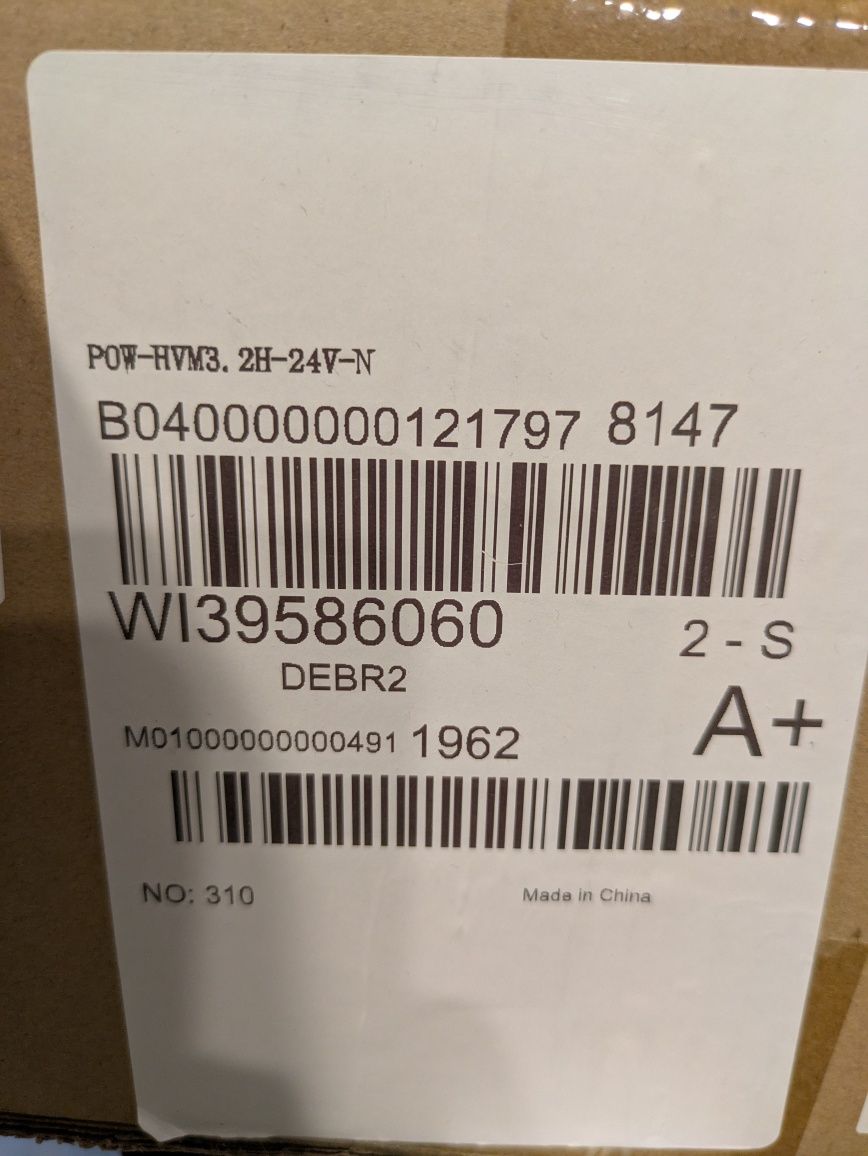 POW-HVM3.2H-24V-N
B040000000121797 8147
WI39586060
2 - S
DEBR2
A+
M01000000000491 1962
NO: 310
Made in China